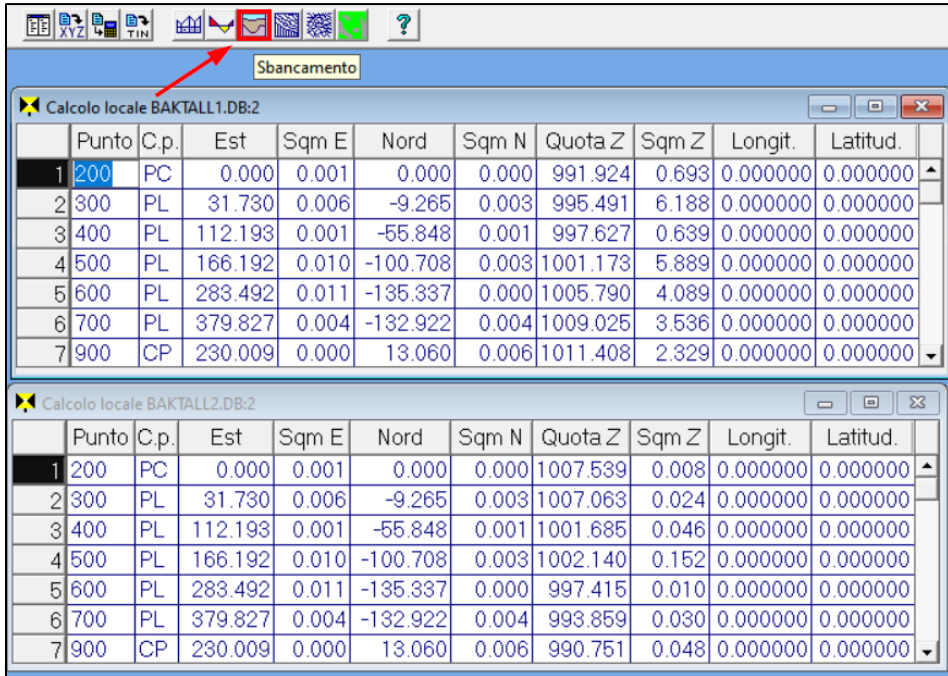 XYZ TIN ?
Sbancamento
Calcolo locale BAKTALL1.DB:2
Punto C.p. Est Sqm E Nord Sqm N Quota Z Sqm Z Longit. Latitud.
1 200 PC 0.000 0.001 0.000 0.000 991.924 0.693 0.000000 0.000000
2 300 PL 31.730 0.006 -9.265 0.003 995.491 6.188 0.000000 0.000000
3 400 PL 112.193 0.001 -55.848 0.001 997.627 0.639 0.000000 0.000000
4 500 PL 166.192 0.010 -100.708 0.003 1001.173 5.889 0.000000 0.000000
5 600 PL 283.492 0.011 -135.337 0.000 1005.790 4.089 0.000000 0.000000
6 700 PL 379.827 0.004 -132.922 0.004 1009.025 3.536 0.000000 0.000000
7 900 CP 230.009 0.000 13.060 0.006 1011.408 2.329 0.000000 0.000000
Calcolo locale BAKTALL2.DB:2
Punto C.p. Est Sqm E Nord Sqm N Quota Z Sqm Z Longit. Latitud.
1 200 PC 0.000 0.001 0.000 0.000 1007.539 0.008 0.000000 0.000000
2 300 PL 31.730 0.006 -9.265 0.003 1007.063 0.024 0.000000 0.000000
3 400 PL 112.193 0.001 -55.848 0.001 1001.685 0.046 0.000000 0.000000
4 500 PL 166.192 0.010 -100.708 0.003 1002.140 0.152 0.000000 0.000000
5 600 PL 283.492 0.011 -135.337 0.000 997.415 0.010 0.000000 0.000000
6 700 PL 379.827 0.004 -132.922 0.004 993.859 0.030 0.000000 0.000000
7 900 CP 230.009 0.000 13.060 0.006 990.751 0.048 0.000000 0.000000